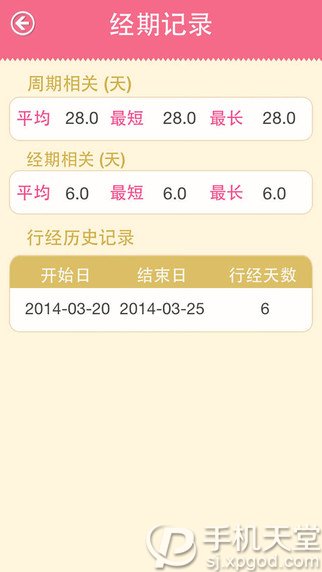 经期记录
周期相关 (天)
平均 28.0 最短 28.0 最长 28.0
经期相关 (天)
平均 6.0 最短 6.0 最长 6.0
行经历史记录
开始日 结束日 行经天数
2014-03-20 2014-03-25 6
手机天堂
sj.xpgod.com